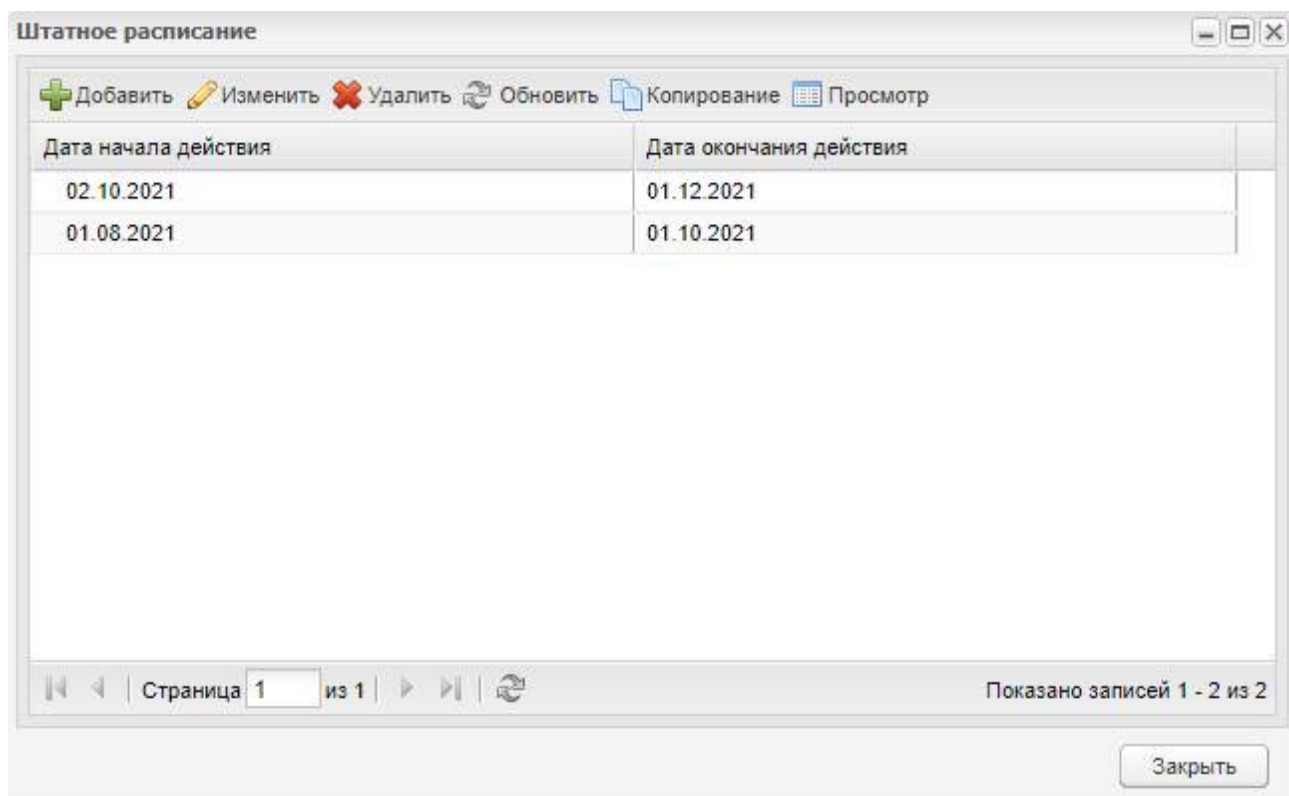 Штатное расписание
Добавить Изменить Удалить Обновить Копирование Просмотр
Дата начала действия Дата окончания действия
02.10.2021 01.12.2021
01.08.2021 01.10.2021
Страница 1 из 1 Показано записей 1 - 2 из 2
Закрыть